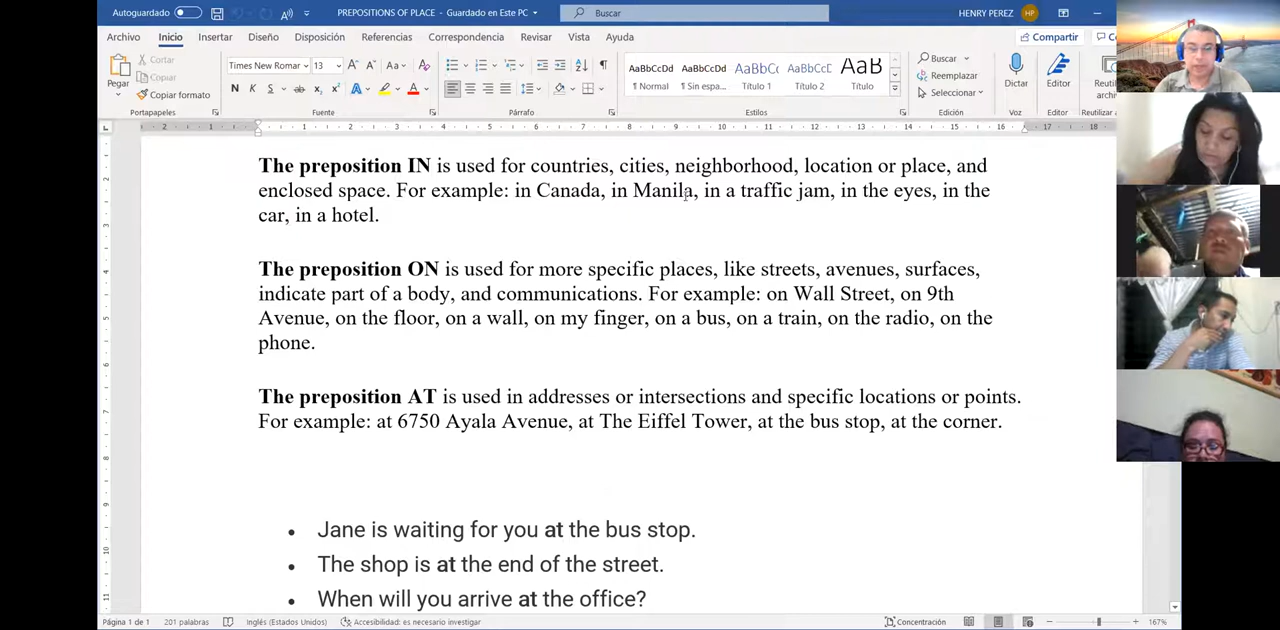 Autoguardado
PREPOSITIONS OF PLACE - Guardado en Este PC
Buscar
HENRY PEREZ
HP
Archivo Inicio Insertar Diseño Disposición Referencias Correspondencia Revisar Vista Ayuda
Compartir
Pegar
Cortar
Copiar
Copiar formato
Times New Roman 13
N K S
AaBbCcDd AaBbCcDd AaBbCc AaBbCcD AaB
¶ Normal ¶ Sin espa... Título 1 Título 2 Título
Buscar
Reemplazar
Seleccionar
Dictar
Editor
Reutilizar
Portapapeles Fuente Párrafo Estilos Edición Voz Editor Reutilizar a
The preposition IN is used for countries, cities, neighborhood, location or place, and
enclosed space. For example: in Canada, in Manila, in a traffic jam, in the eyes, in the
car, in a hotel.
The preposition ON is used for more specific places, like streets, avenues, surfaces,
indicate part of a body, and communications. For example: on Wall Street, on 9th
Avenue, on the floor, on a wall, on my finger, on a bus, on a train, on the radio, on the
phone.
The preposition AT is used in addresses or intersections and specific locations or points.
For example: at 6750 Ayala Avenue, at The Eiffel Tower, at the bus stop, at the corner.
• Jane is waiting for you at the bus stop.
• The shop is at the end of the street.
• When will you arrive at the office?
Página 1 de 1 201 palabras Inglés (Estados Unidos) Accesibilidad: es necesario investigar Concentración 167%